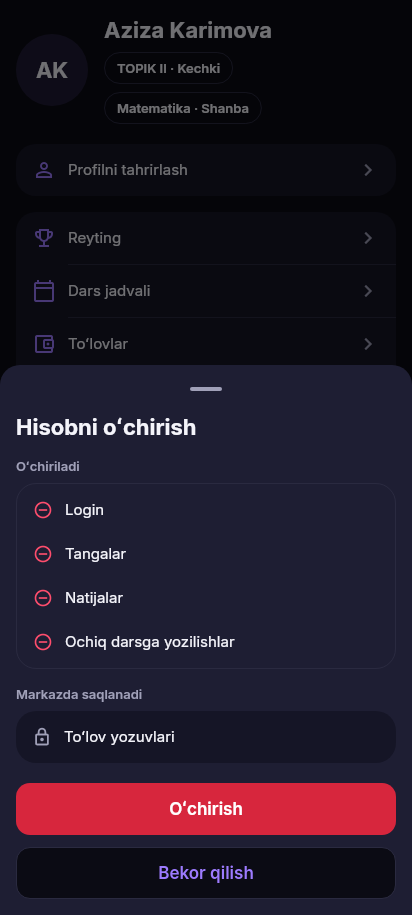 Aziza Karimova
AK
TOPIK II · Kechki
Matematika · Shanba
Profilni tahrirlash
Reyting
Dars jadvali
Toʻlovlar
Hisobni oʻchirish
Oʻchiriladi
Login
Tangalar
Natijalar
Ochiq darsga yozilishlar
Markazda saqlanadi
Toʻlov yozuvlari
Oʻchirish
Bekor qilish